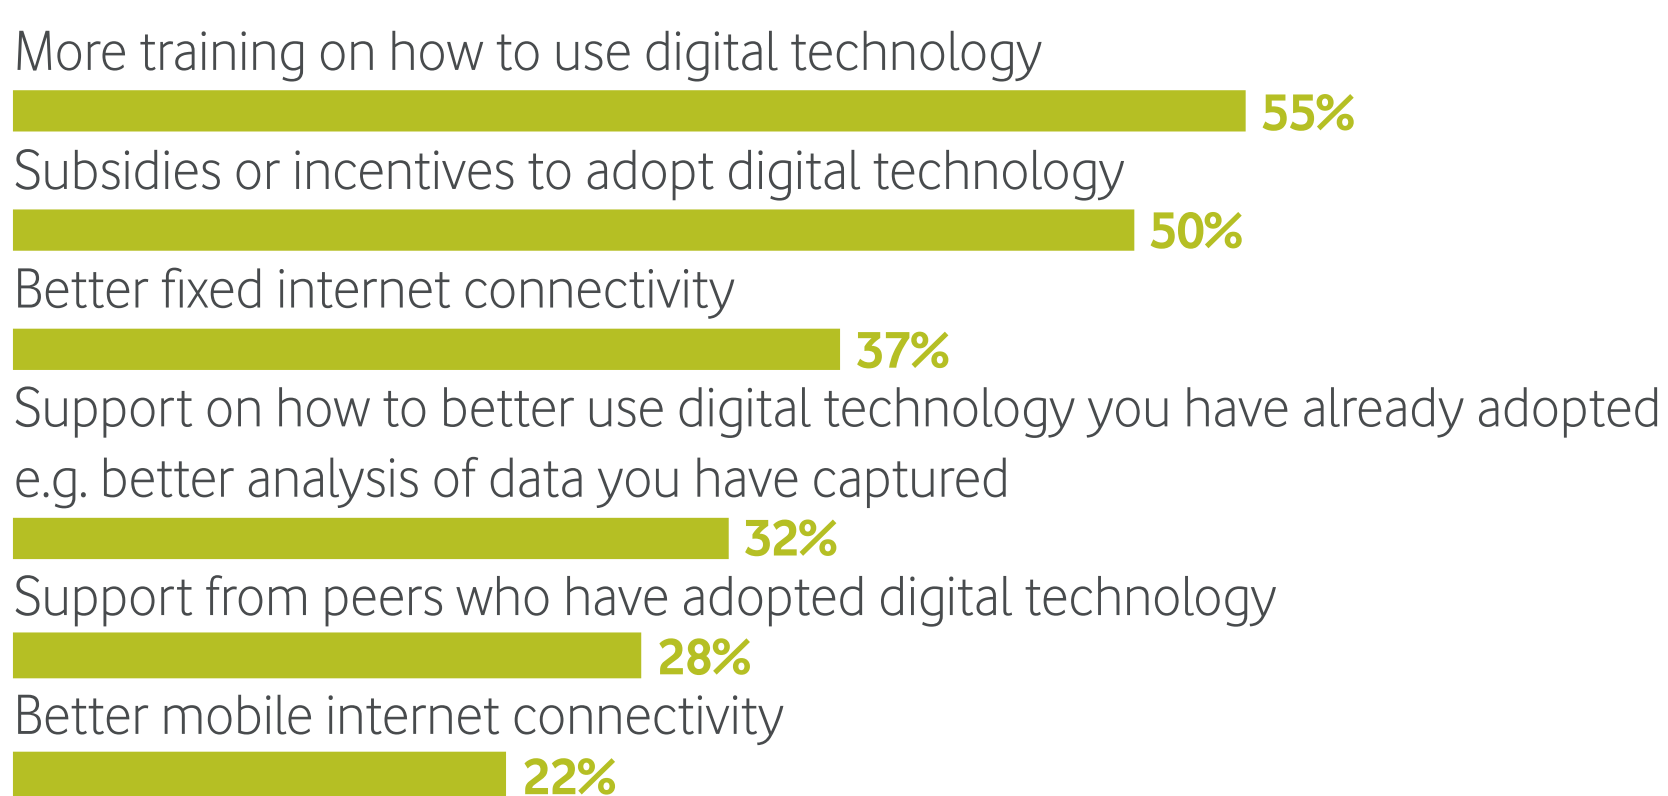 More training on how to use digital technology
55%
Subsidies or incentives to adopt digital technology
50%
Better fixed internet connectivity
37%
Support on how to better use digital technology you have already adopted
e.g. better analysis of data you have captured
32%
Support from peers who have adopted digital technology
28%
Better mobile internet connectivity
22%